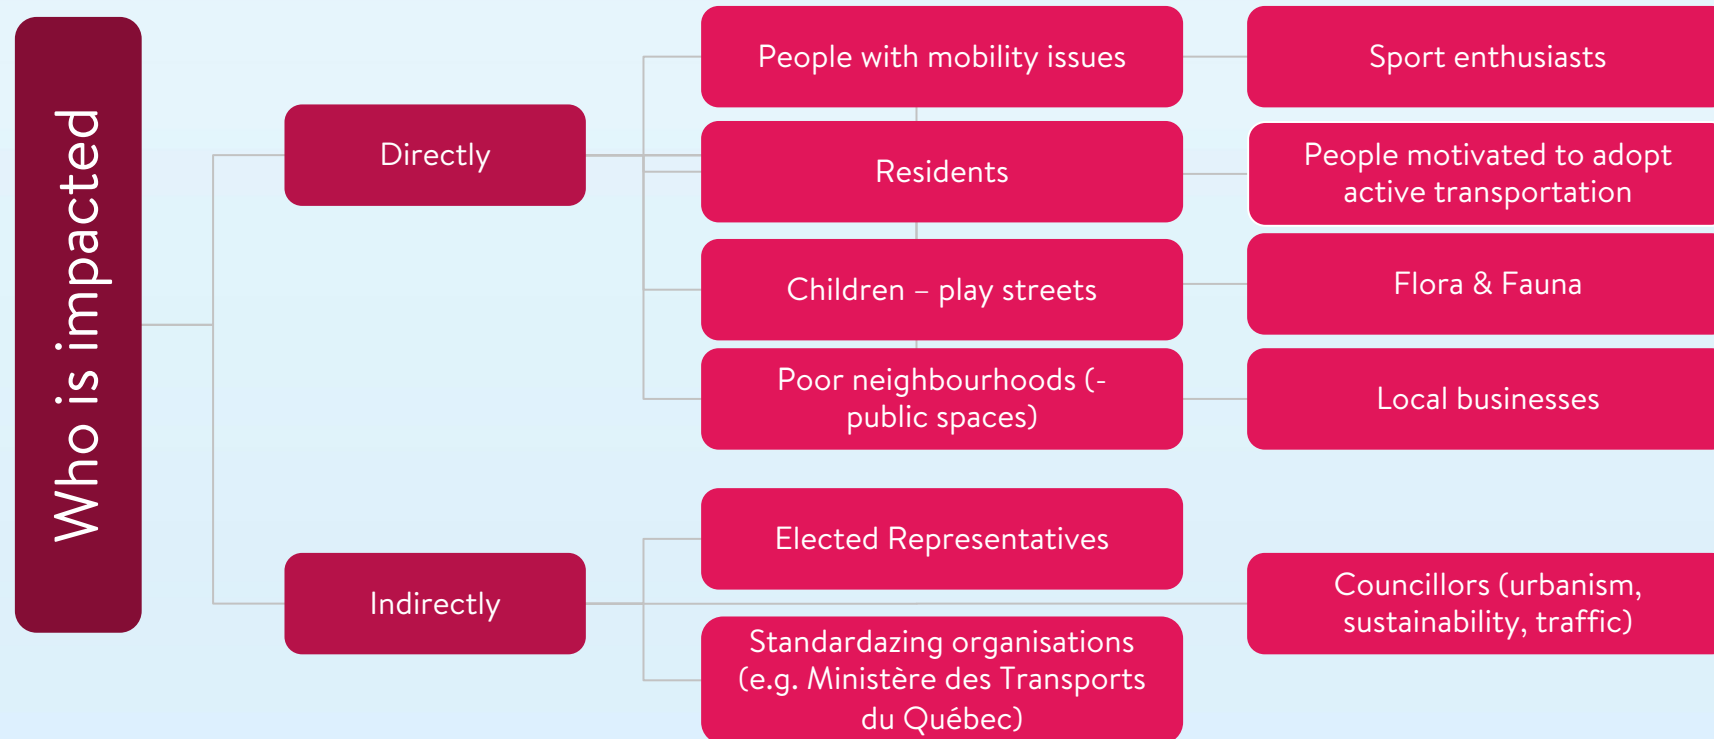 Who is impacted
Directly
People with mobility issues
Sport enthusiasts
Residents
People motivated to adopt
active transportation
Children – play streets
Flora & Fauna
Poor neighbourhoods (-
public spaces)
Local businesses
Indirectly
Elected Representatives
Councillors (urbanism,
sustainability, traffic)
Standardazing organisations
(e.g. Ministère des Transports
du Québec)